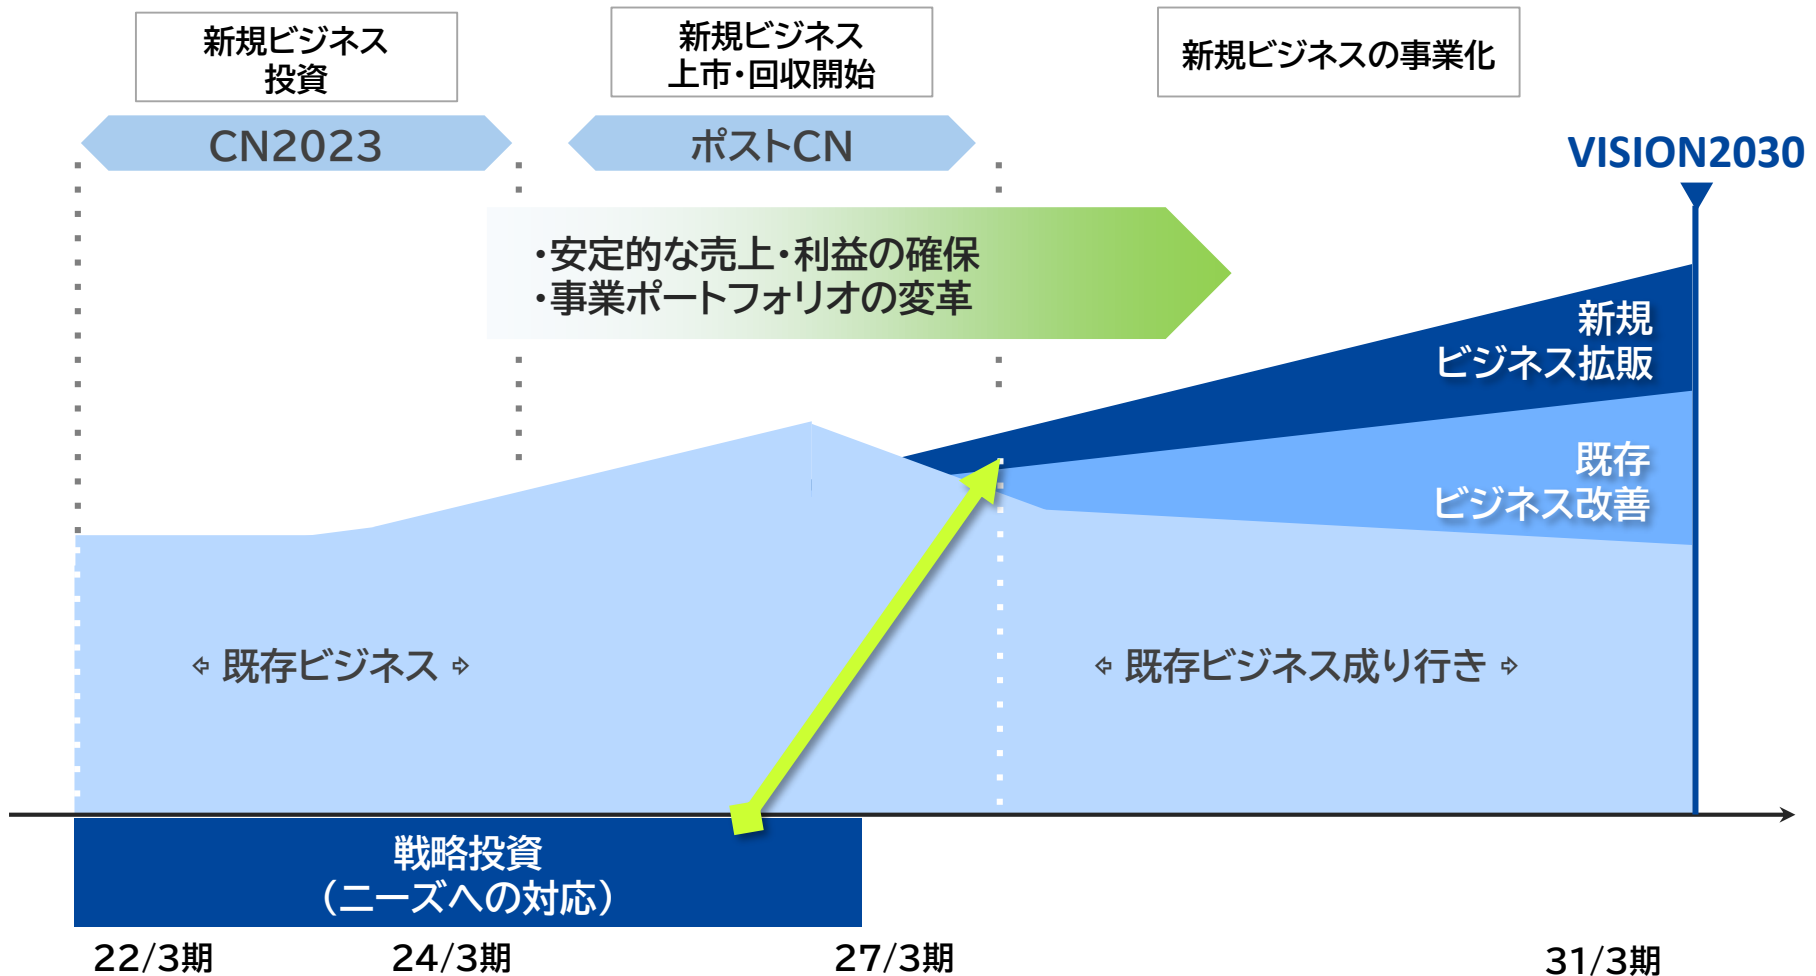 新規ビジネス
投資
新規ビジネス
上市・回収開始
新規ビジネスの事業化
CN2023
ポストCN
VISION2030
・安定的な売上・利益の確保
・事業ポートフォリオの変革
新規
ビジネス拡販
既存
ビジネス改善
既存ビジネス
既存ビジネス成り行き
戦略投資
（ニーズへの対応）
22/3期
24/3期
27/3期
31/3期